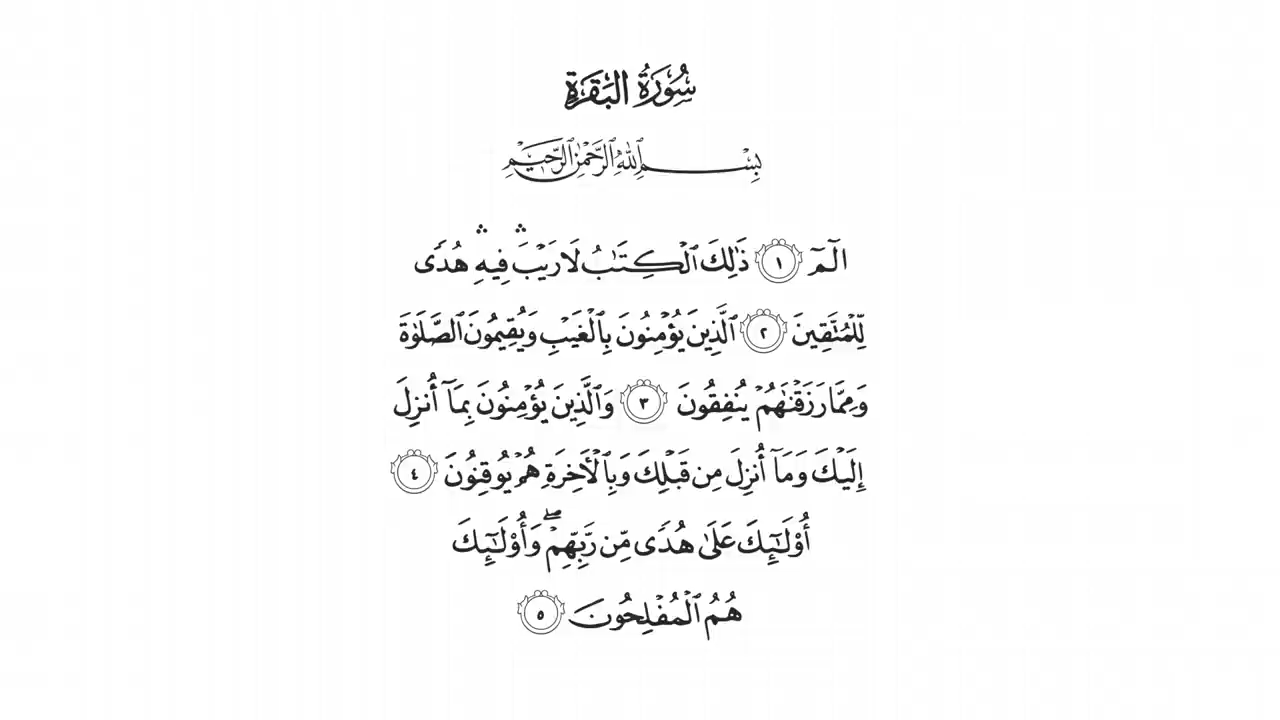 سُورَةُ البَقَرَةِ
بِسْمِ ٱللَّهِ ٱلرَّحْمَٰنِ ٱلرَّحِيمِ
الٓمٓ ١ ذَٰلِكَ ٱلْكِتَٰبُ لَا رَيْبَ ۛ فِيهِ ۛ هُدًى
لِّلْمُتَّقِينَ ٢ ٱلَّذِينَ يُؤْمِنُونَ بِٱلْغَيْبِ وَيُقِيمُونَ ٱلصَّلَوٰةَ
وَمِمَّا رَزَقْنَٰهُمْ يُنفِقُونَ ٣ وَٱلَّذِينَ يُؤْمِنُونَ بِمَآ أُنزِلَ
إِلَيْكَ وَمَآ أُنزِلَ مِن قَبْلِكَ وَبِٱلْأَخِرَةِ هُمْ يُوقِنُونَ ٤
أُو۟لَٰٓئِكَ عَلَىٰ هُدًى مِّن رَّبِّهِمْ ۖ وَأُو۟لَٰٓئِكَ
هُمُ ٱلْمُفْلِحُونَ ٥